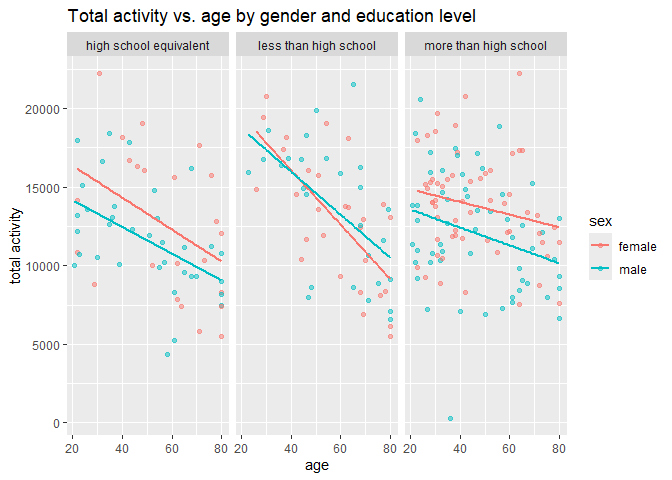 Total activity vs. age by gender and education level
high school equivalent less than high school more than high school
20000
15000
10000
5000
0
total activity
20 40 60 80 20 40 60 80 20 40 60 80
age
sex
female
male